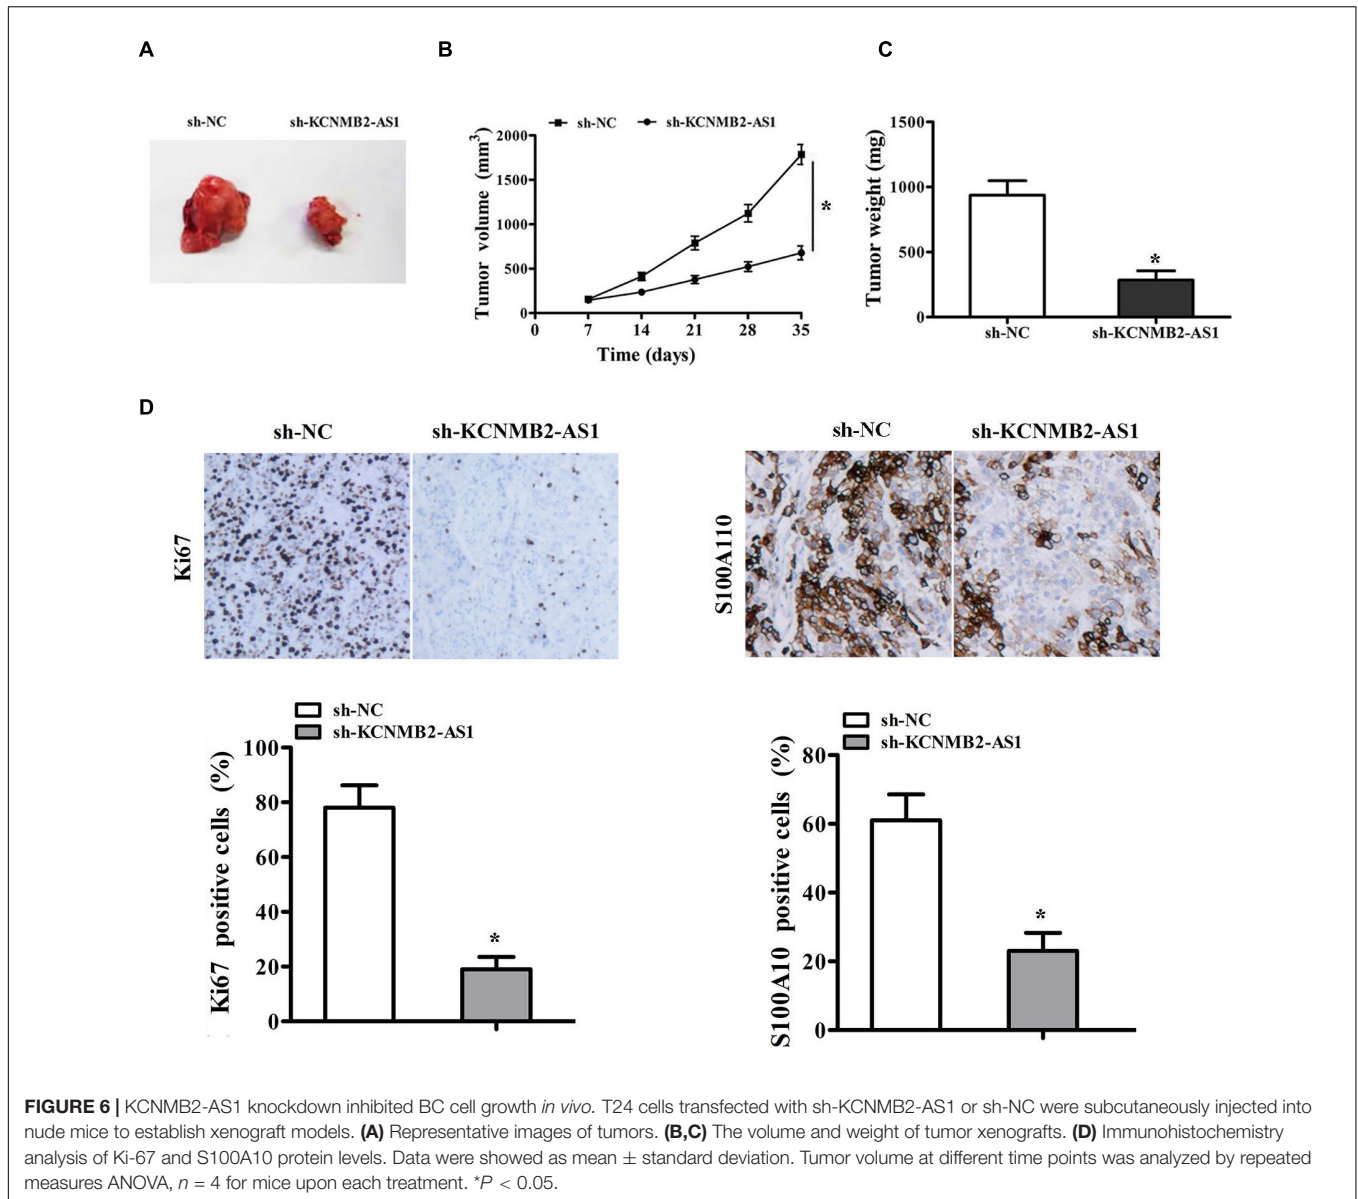 A
B
C
sh-NC
sh-KCNMB2-AS1
sh-NC
sh-KCNMB2-AS1
Tumor volume (mm³)
2000
1500
1000
500
0
*
0
7
14
21
28
35
Time (days)
Tumor weight (mg)
1500
1000
500
0
*
sh-NC
sh-KCNMB2-AS1
D
sh-NC
sh-KCNMB2-AS1
Ki67
sh-NC
sh-KCNMB2-AS1
S100A110
sh-NC
sh-KCNMB2-AS1
Ki67 positive cells (%)
100
80
60
40
20
0
*
sh-NC
sh-KCNMB2-AS1
S100A10 positive cells (%)
80
60
40
20
0
*
FIGURE 6 | KCNMB2-AS1 knockdown inhibited BC cell growth in vivo. T24 cells transfected with sh-KCNMB2-AS1 or sh-NC were subcutaneously injected into
nude mice to establish xenograft models. (A) Representative images of tumors. (B,C) The volume and weight of tumor xenografts. (D) Immunohistochemistry
analysis of Ki-67 and S100A10 protein levels. Data were showed as mean ± standard deviation. Tumor volume at different time points was analyzed by repeated
measures ANOVA, n = 4 for mice upon each treatment. *P < 0.05.